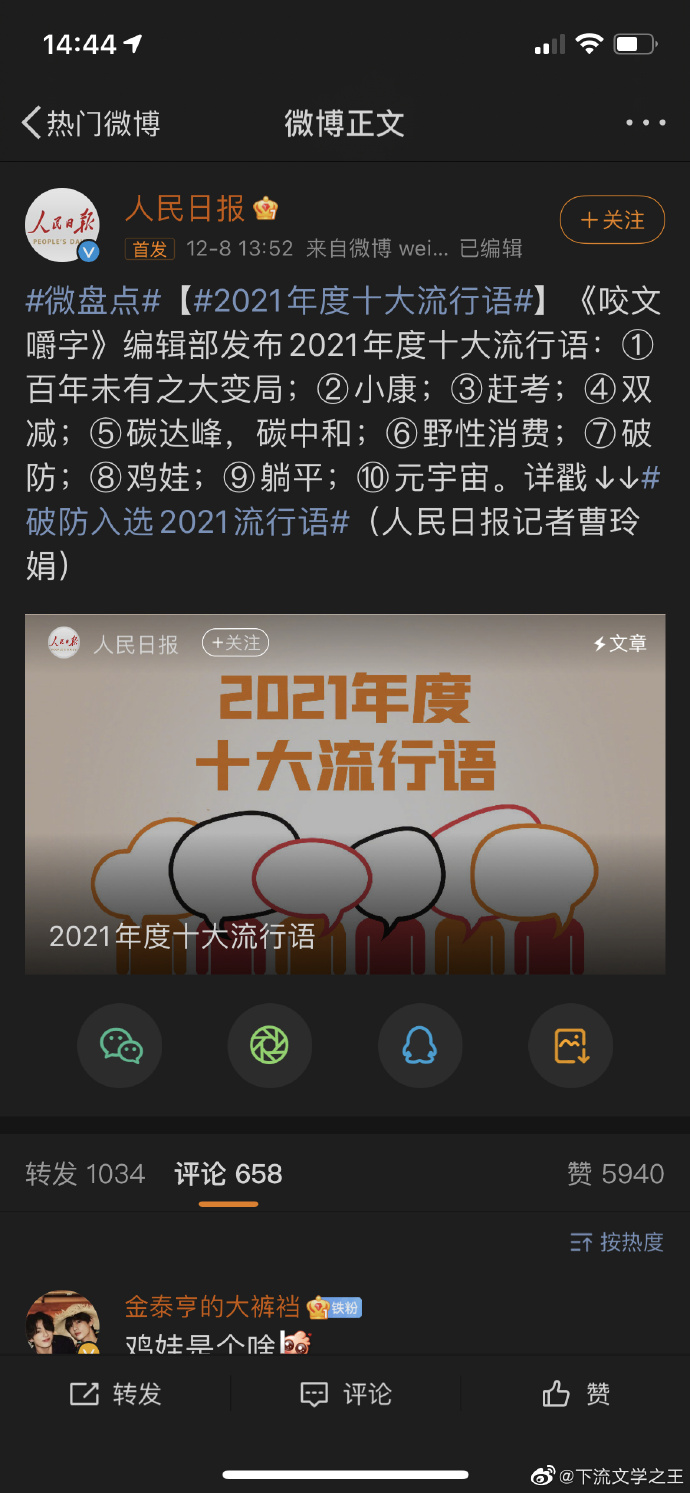 14:44
热门微博
微博正文
人民日报
PEOPLE'S DA
人民日报
+关注
首发 12-8 13:52 来自微博 wei... 已编辑
#微盘点#【#2021年度十大流行语#】《咬文
嚼字》编辑部发布2021年度十大流行语：①
百年未有之大变局；②小康；③赶考；④双
减；⑤碳达峰，碳中和；⑥野性消费；⑦破
防；⑧鸡娃；⑨躺平；⑩元宇宙。详戳↓↓#
破防入选2021流行语#（人民日报记者曹玲
娟）
人民日报
人民日报
+关注
文章
2021年度
十大流行语
2021年度十大流行语
转发 1034
评论 658
赞 5940
按热度
金泰亨的大裤裆
铁粉
鸡娃是个啥
转发
评论
赞
@下流文学之王